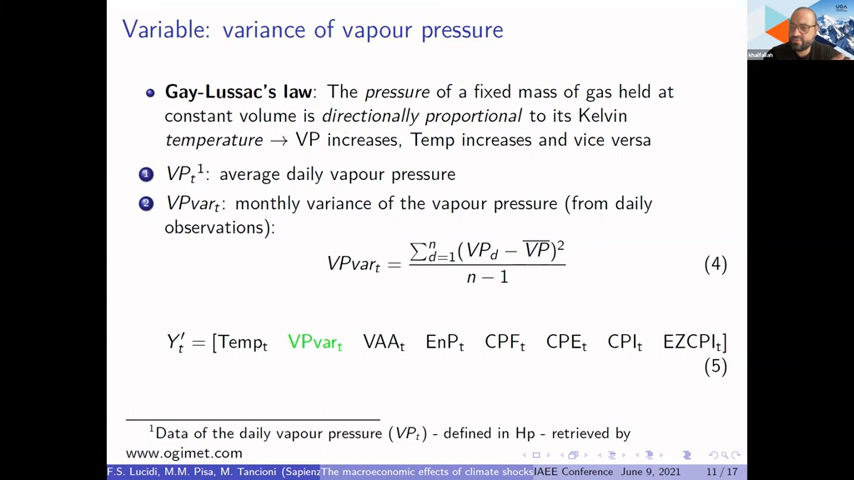 Variable: variance of vapour pressure
UGA
khalifallah
• Gay-Lussac's law: The pressure of a fixed mass of gas held at
constant volume is directionally proportional to its Kelvin
temperature → VP increases, Temp increases and vice versa
1 VPₜ¹: average daily vapour pressure
2 VPvarₜ: monthly variance of the vapour pressure (from daily
observations):
VPvarₜ = ∑ⁿ_{d=1}(VP_d − \overline{VP})² / (n − 1) (4)
Y′ₜ = [Tempₜ VPvarₜ VAAₜ EnPₜ CPFₜ CPEₜ CPIₜ EZCPIₜ]
(5)
¹Data of the daily vapour pressure (VPₜ) - defined in Hp - retrieved by
www.ogimet.com
F.S. Lucidi, M.M. Pisa, M. Tancioni (Sapienz The macroeconomic effects of climate shocks IAEE Conference June 9, 2021 11 / 17